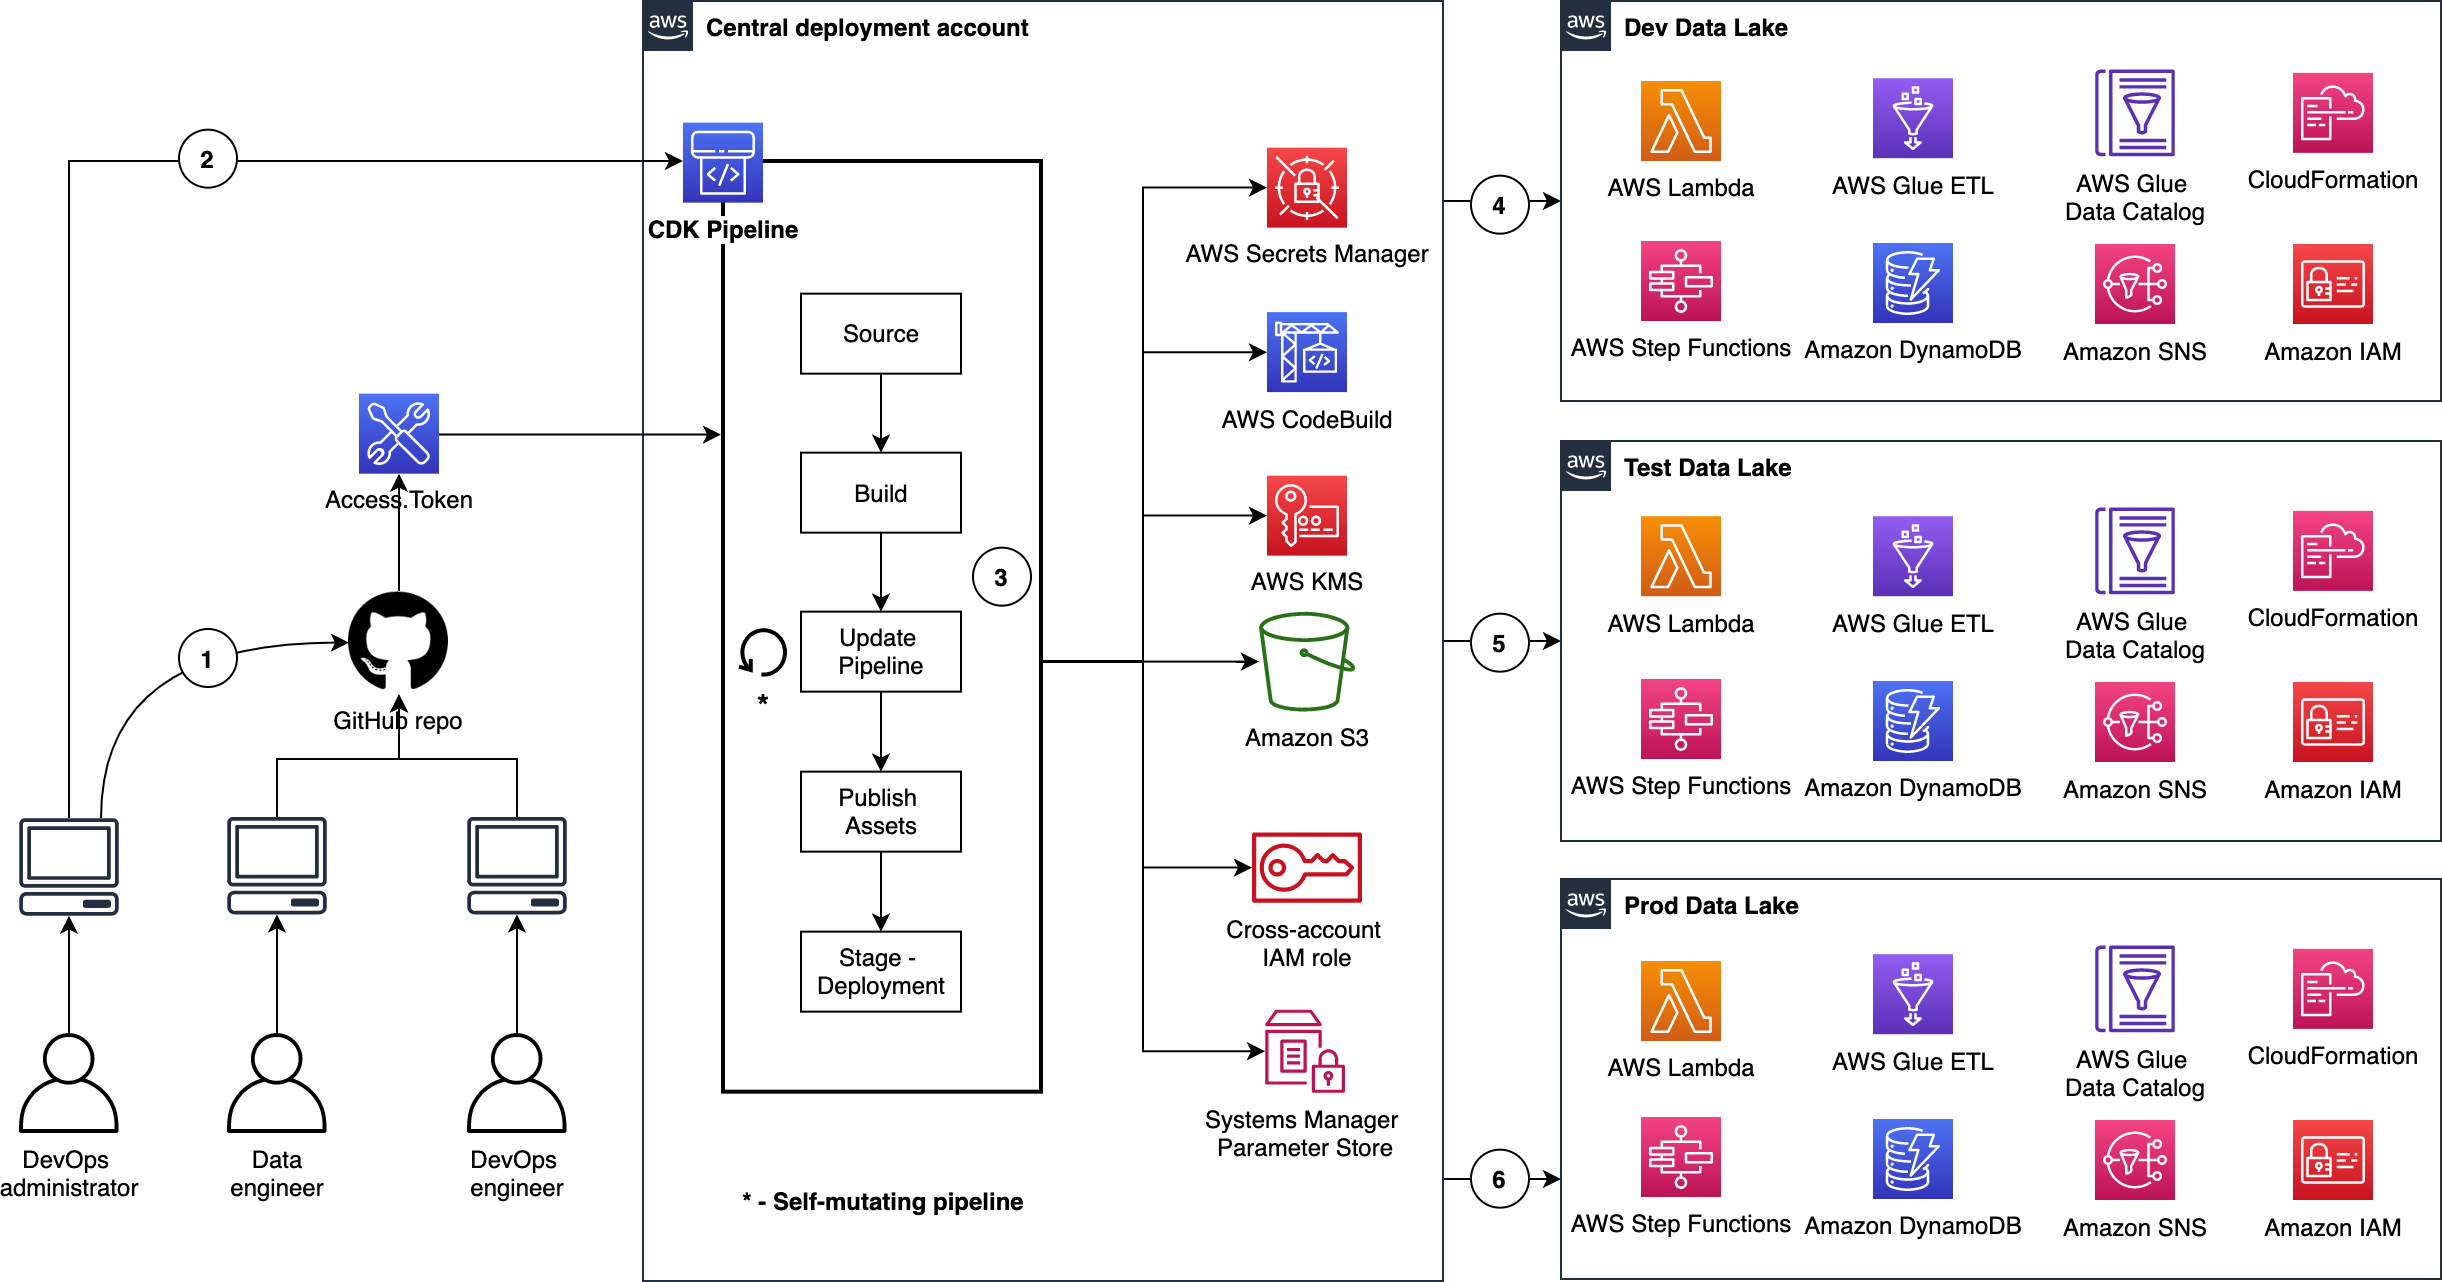 aws
Central deployment account
2
CDK Pipeline
Source
Build
Update
Pipeline
*
Publish
Assets
Stage -
Deployment
3
* - Self-mutating pipeline
Access Token
1
GitHub repo
DevOps
administrator
Data
engineer
DevOps
engineer
AWS Secrets Manager
AWS CodeBuild
AWS KMS
Amazon S3
Cross-account
IAM role
Systems Manager
Parameter Store
4
aws
Dev Data Lake
AWS Lambda
AWS Glue ETL
AWS Glue
Data Catalog
CloudFormation
AWS Step Functions
Amazon DynamoDB
Amazon SNS
Amazon IAM
5
aws
Test Data Lake
AWS Lambda
AWS Glue ETL
AWS Glue
Data Catalog
CloudFormation
AWS Step Functions
Amazon DynamoDB
Amazon SNS
Amazon IAM
6
aws
Prod Data Lake
AWS Lambda
AWS Glue ETL
AWS Glue
Data Catalog
CloudFormation
AWS Step Functions
Amazon DynamoDB
Amazon SNS
Amazon IAM